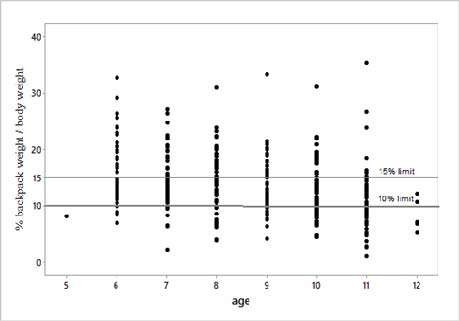 % backpack weight / body weight
40
30
20
15
10
0
15% limit
10% limit
5 6 7 8 9 10 11 12
age